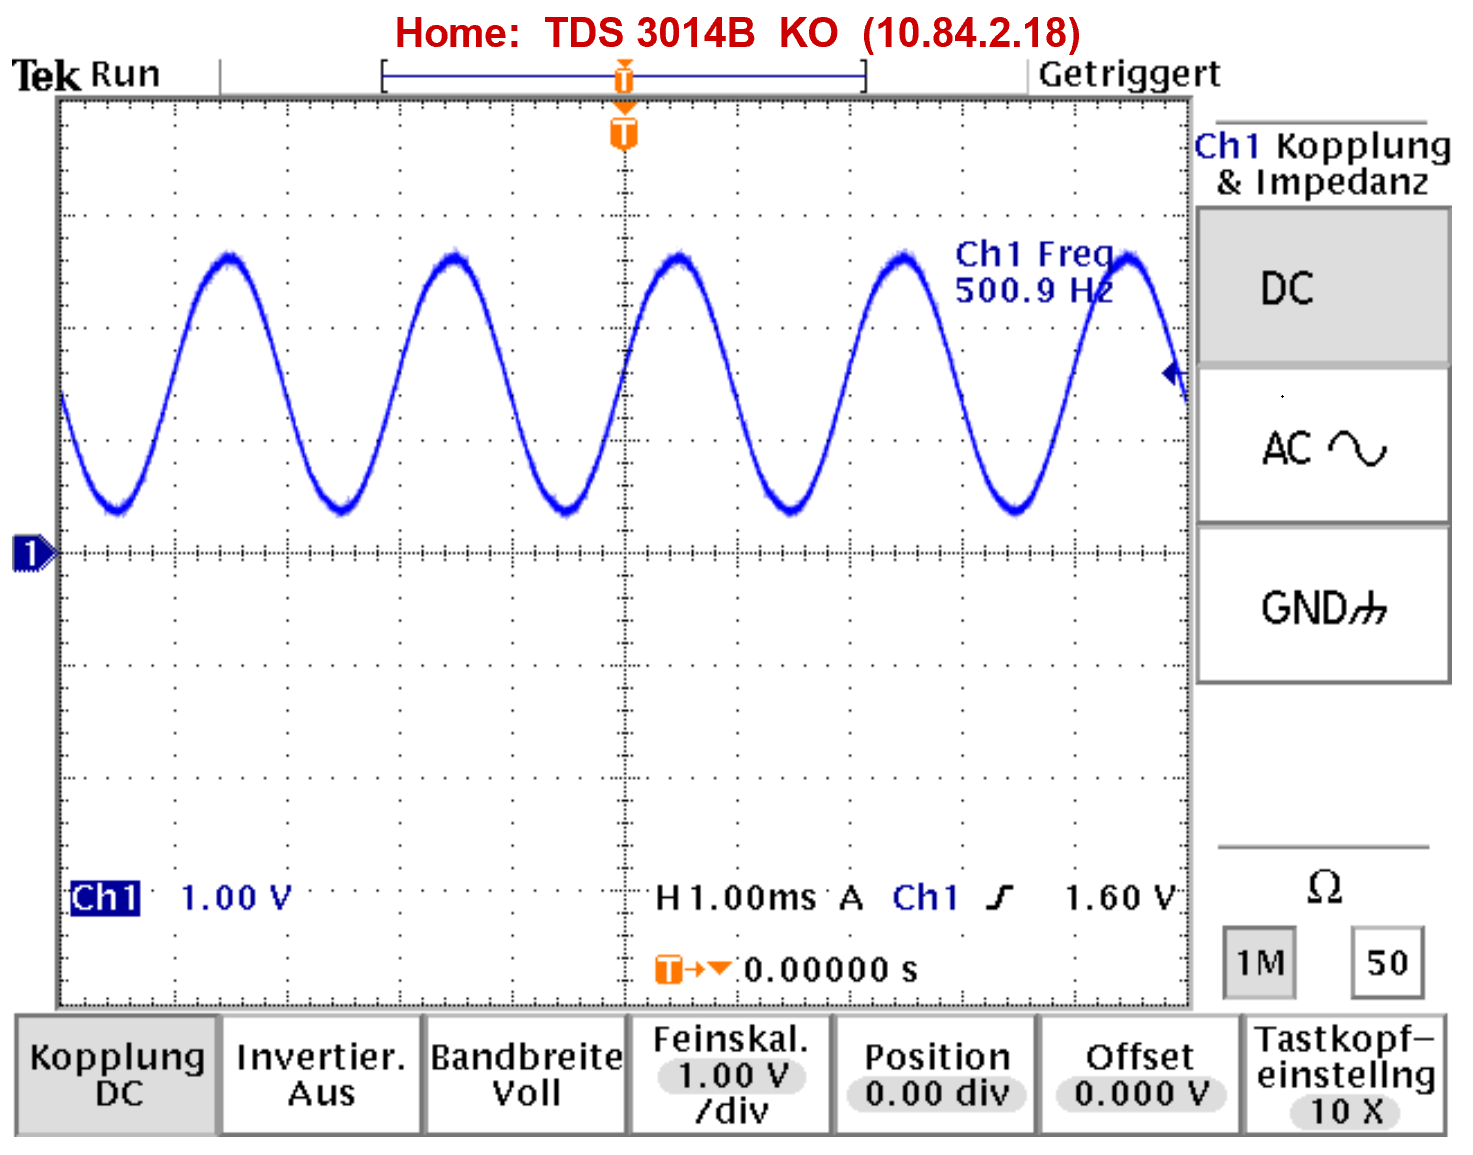 Home: TDS 3014B KO (10.84.2.18)
Tek Run
T
Getriggert
T
Ch1 Kopplung
& Impedanz
Ch1 Freq
500.9 Hz
DC
AC
GND
1
Ch1 1.00 V
H 1.00ms A Ch1 1.60 V
T 0.00000 s
Ω
1M
50
Kopplung
DC
Invertier.
Aus
Bandbreite
Voll
Feinskal.
1.00 V
/div
Position
0.00 div
Offset
0.000 V
Tastkopf-
einstellng
10 X